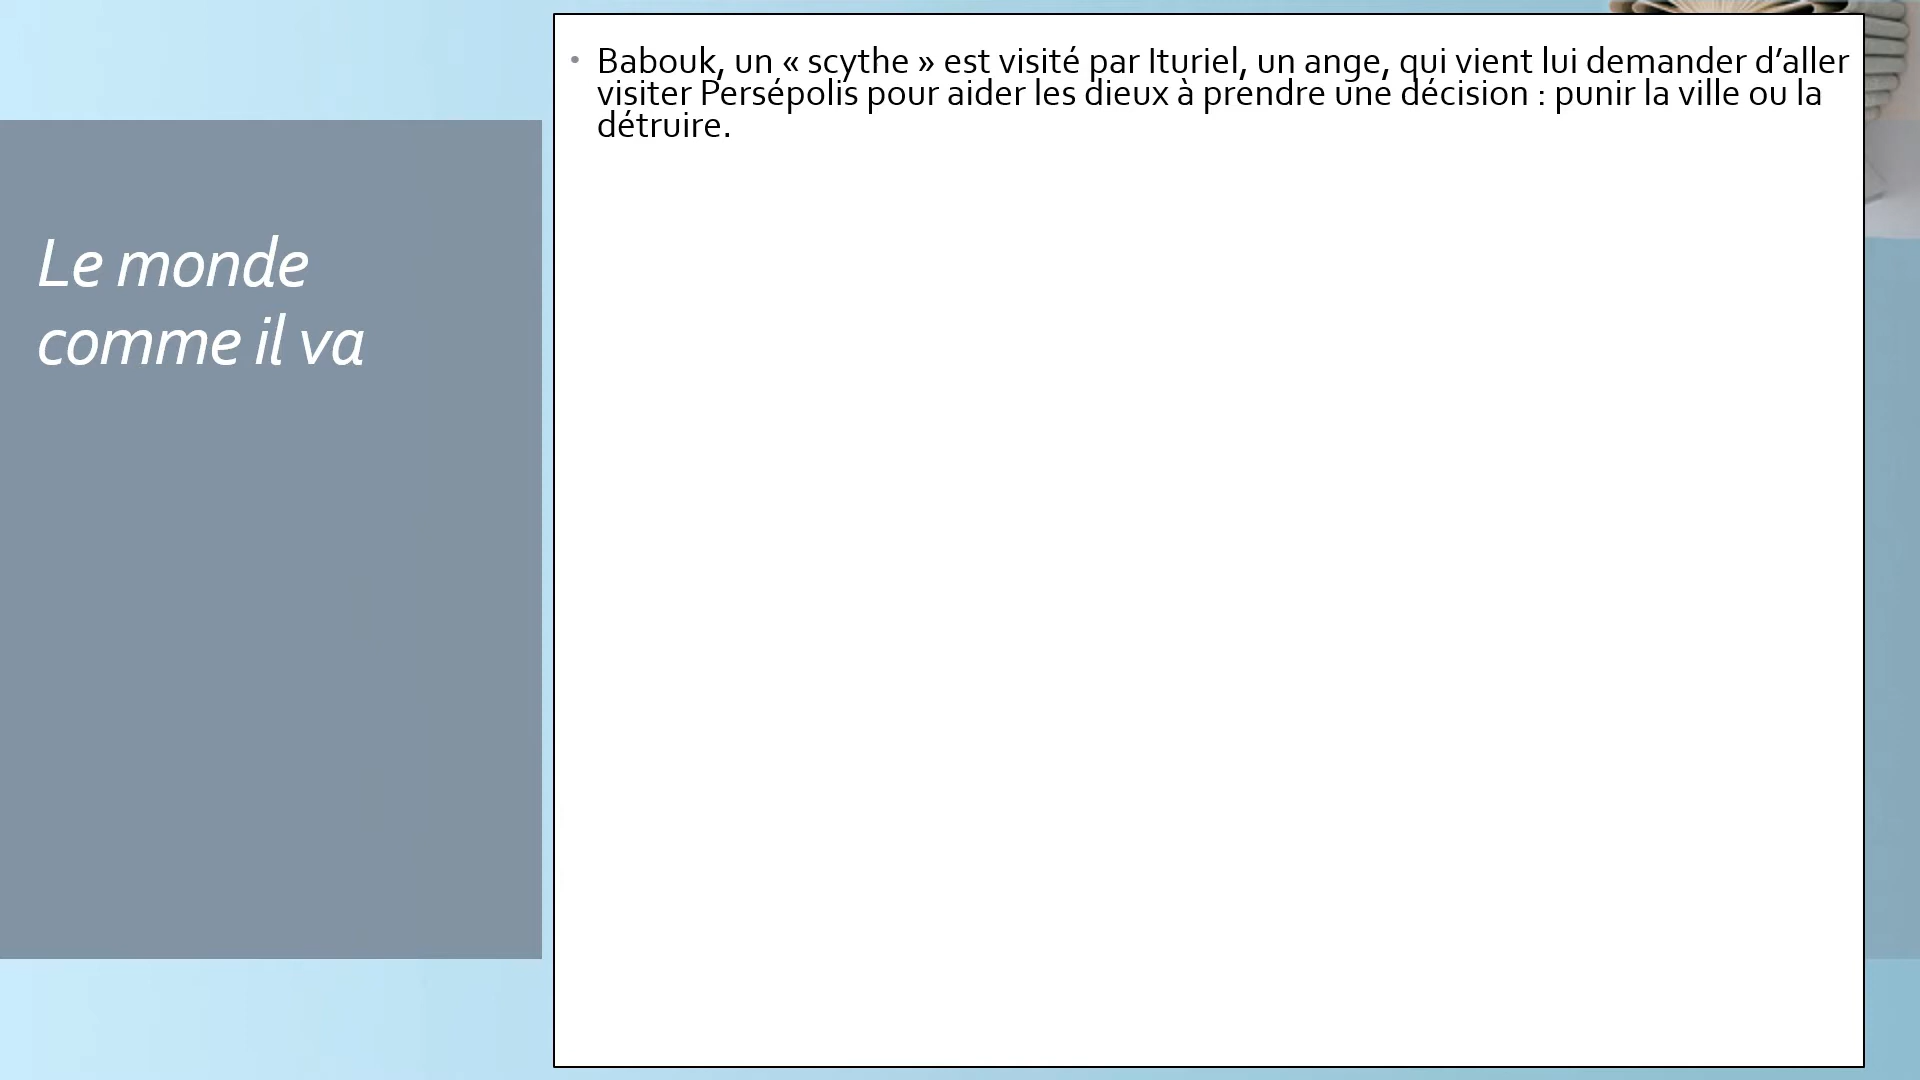 Le monde
comme il va
• Babouk, un « scythe » est visité par Ituriel, un ange, qui vient lui demander d’aller
visiter Persépolis pour aider les dieux à prendre une décision : punir la ville ou la
détruire.